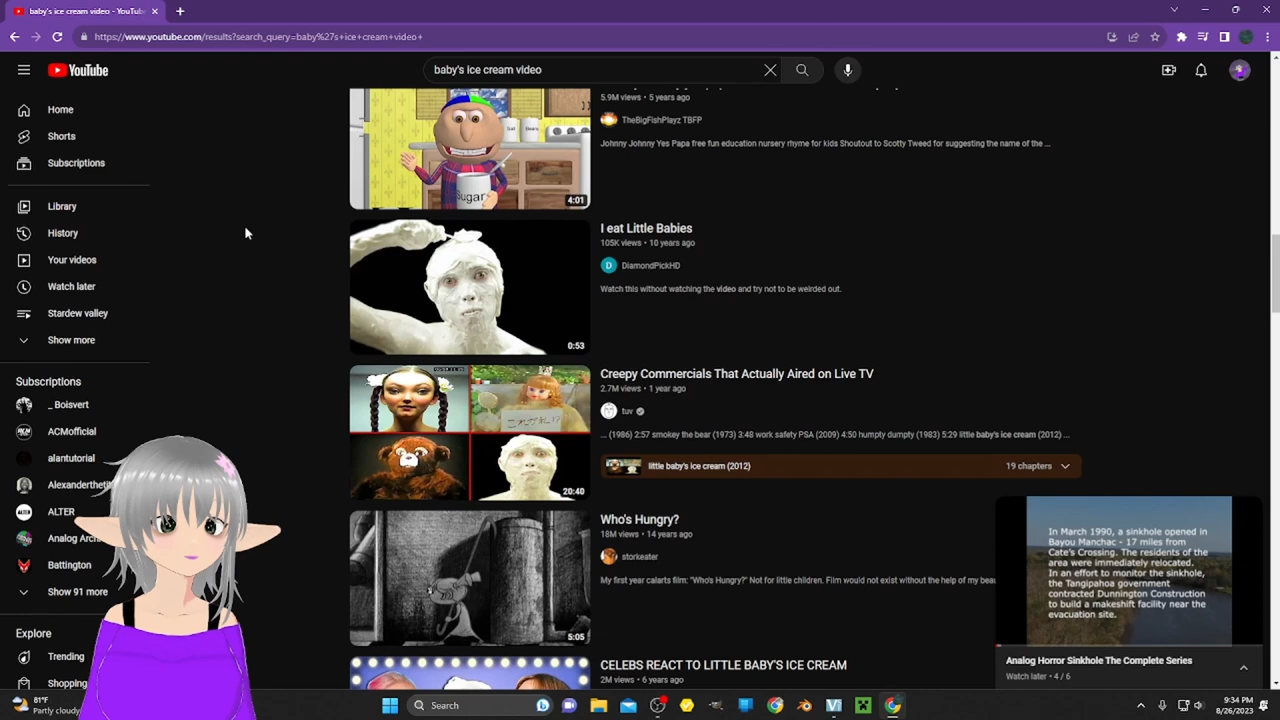 baby's ice cream video - YouTube
https://www.youtube.com/results?search_query=baby%27s+ice+cream+video+
YouTube
baby's ice cream video
Home
Shorts
Subscriptions
Library
History
Your videos
Watch later
Stardew valley
Show more
Subscriptions
_ Boisvert
ACMofficial
alantutorial
ALTER
Battington
Show 91 more
Explore
Trending
Shopping
5.9M views • 5 years ago
TheBigFishPlayz TBFP
Johnny Johnny Yes Papa free fun education nursery rhyme for kids Shoutout to Scotty Tweed for suggesting the name of the ...
Sugar
4:01
I eat Little Babies
105K views • 10 years ago
D DiamondPickHD
Watch this without watching the video and try not to be weirded out.
0:53
Creepy Commercials That Actually Aired on Live TV
2.7M views • 1 year ago
tuv
... (1986) 2:57 smokey the bear (1973) 3:48 work safety PSA (2009) 4:50 humpty dumpty (1983) 5:29 little baby's ice cream (2012) ...
little baby's ice cream (2012) 19 chapters
20:40
Who's Hungry?
18M views • 14 years ago
storkeater
My first year calarts film: "Who's Hungry?" Not for little children. Film would not exist without the help of my
5:05
CELEBS REACT TO LITTLE BABY'S ICE CREAM
2M views • 6 years ago
In March 1990, a sinkhole opened in
Bayou Manchac - 17 miles from
Cate's Crossing. The residents of the
area were immediately relocated.
In an effort to monitor the sinkhole,
the Tangipahoa government
contracted Dunnington Construction
to build a makeshift facility near the
evacuation site.
Analog Horror Sinkhole The Complete Series
Watch later • 4 / 6
81°F
Partly cloudy
Search
9:34 PM
8/26/2023